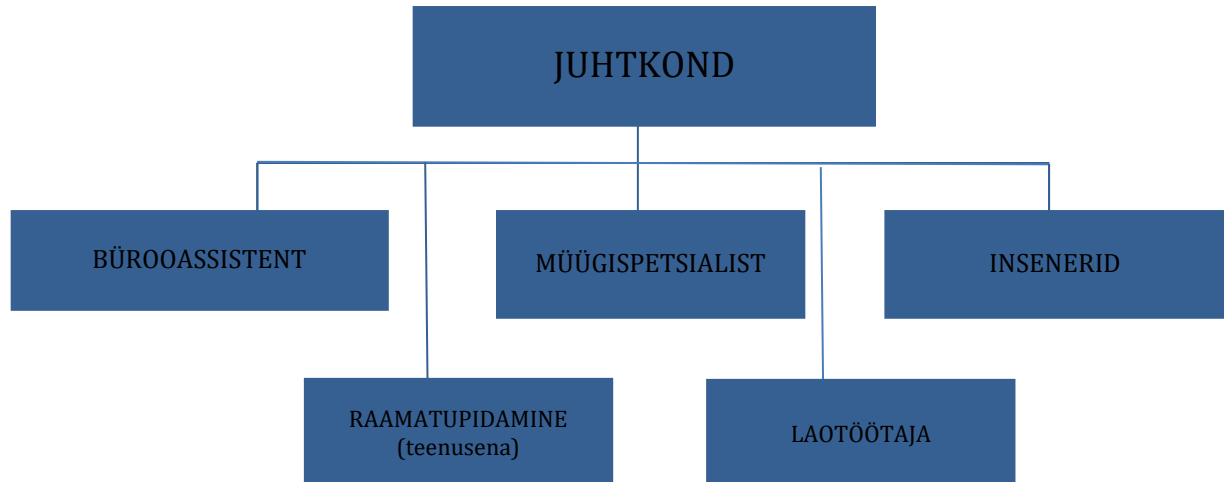 JUHTKOND
BÜROOASSISTENT
MÜÜGISPETSIALIST
INSENERID
RAAMATUPIDAMINE
(teenusena)
LAOTÖÖTAJA